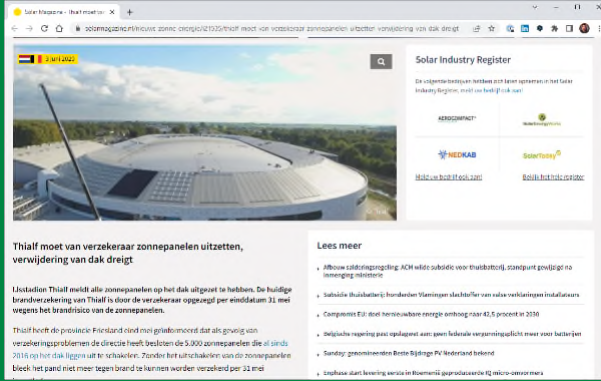 Solar Magazine - Thialf moet van
solarmagazine.nl/nieuws-zonne-energie/i21535/thialf-moet-van-verzekeraar-zonnepanelen-uitzetten-verwijdering-van-dak-dreigt
3 juni 2023
Solar Industry Register
De volgende bedrijven hebben zich laten opnemen in het Solar
Industry Register, meld uw bedrijf ook aan!
AEROCOMPACT
SolarEnergyWorks
NEDKAB
SolarToday
Meld uw bedrijf ook aan!
Bekijk het hele register
Thialf moet van verzekeraar zonnepanelen uitzetten,
verwijdering van dak dreigt
IJsstadion Thialf meldt alle zonnepanelen op het dak uitgezet te hebben. De huidige
brandverzekering van Thialf is door de verzekeraar opgezegd per einddatum 31 mei
wegens het brandrisico van de zonnepanelen.
Thialf heeft de provincie Friesland eind mei geïnformeerd dat als gevolg van
verzekeringsproblemen de directie heeft besloten de 5.000 zonnepanelen die al sinds
2016 op het dak liggen uit te schakelen. Zonder het uitschakelen van de zonnepanelen
bleek het pand niet meer tegen brand te kunnen worden verzekerd per 31 mei
Lees meer
Afbouw salderingsregeling: ACM wilde subsidie voor thuisbatterij, standpunt gewijzigd na
inmenging ministerie
Subsidie thuisbatterij: honderden Vlamingen slachtoffer van valse verklaringen installateurs
Compromis EU: doel hernieuwbare energie omhoog naar 42,5 procent in 2030
Belgische regering past opslagwet aan: geen federale vergunningsplicht meer voor batterijen
Sunday: genomineerden Beste Bijdrage PV Nederland bekend
Enphase start levering eerste in Roemenië geproduceerde IQ micro-omvormers